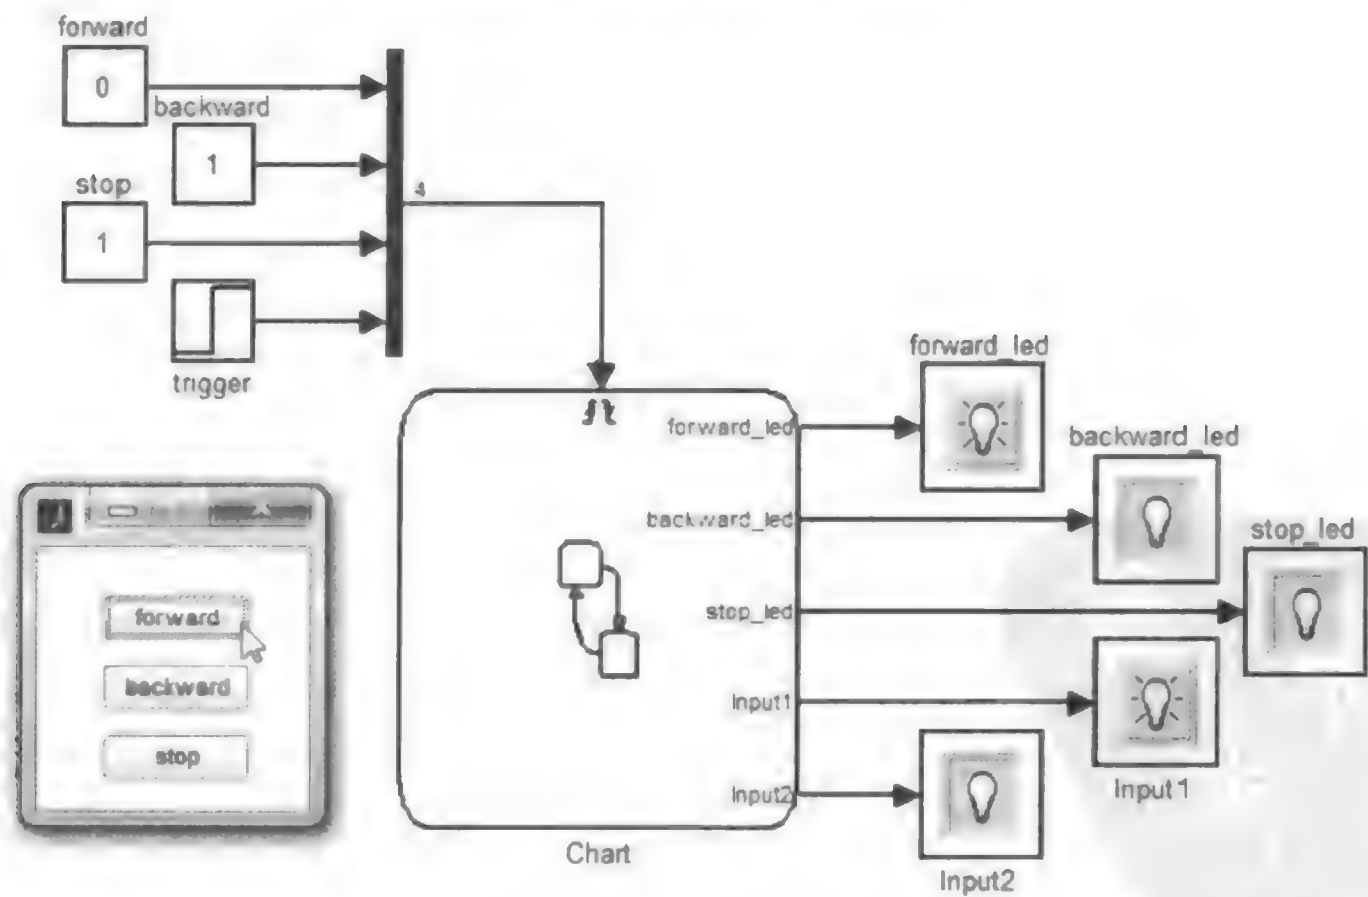 forward
0
backward
1
stop
1
4
trigger
forward_led
forward_led
backward_led
backward_led
stop_led
stop_led
Input1
Input1
Input2
Input2
Chart
forward
backward
stop